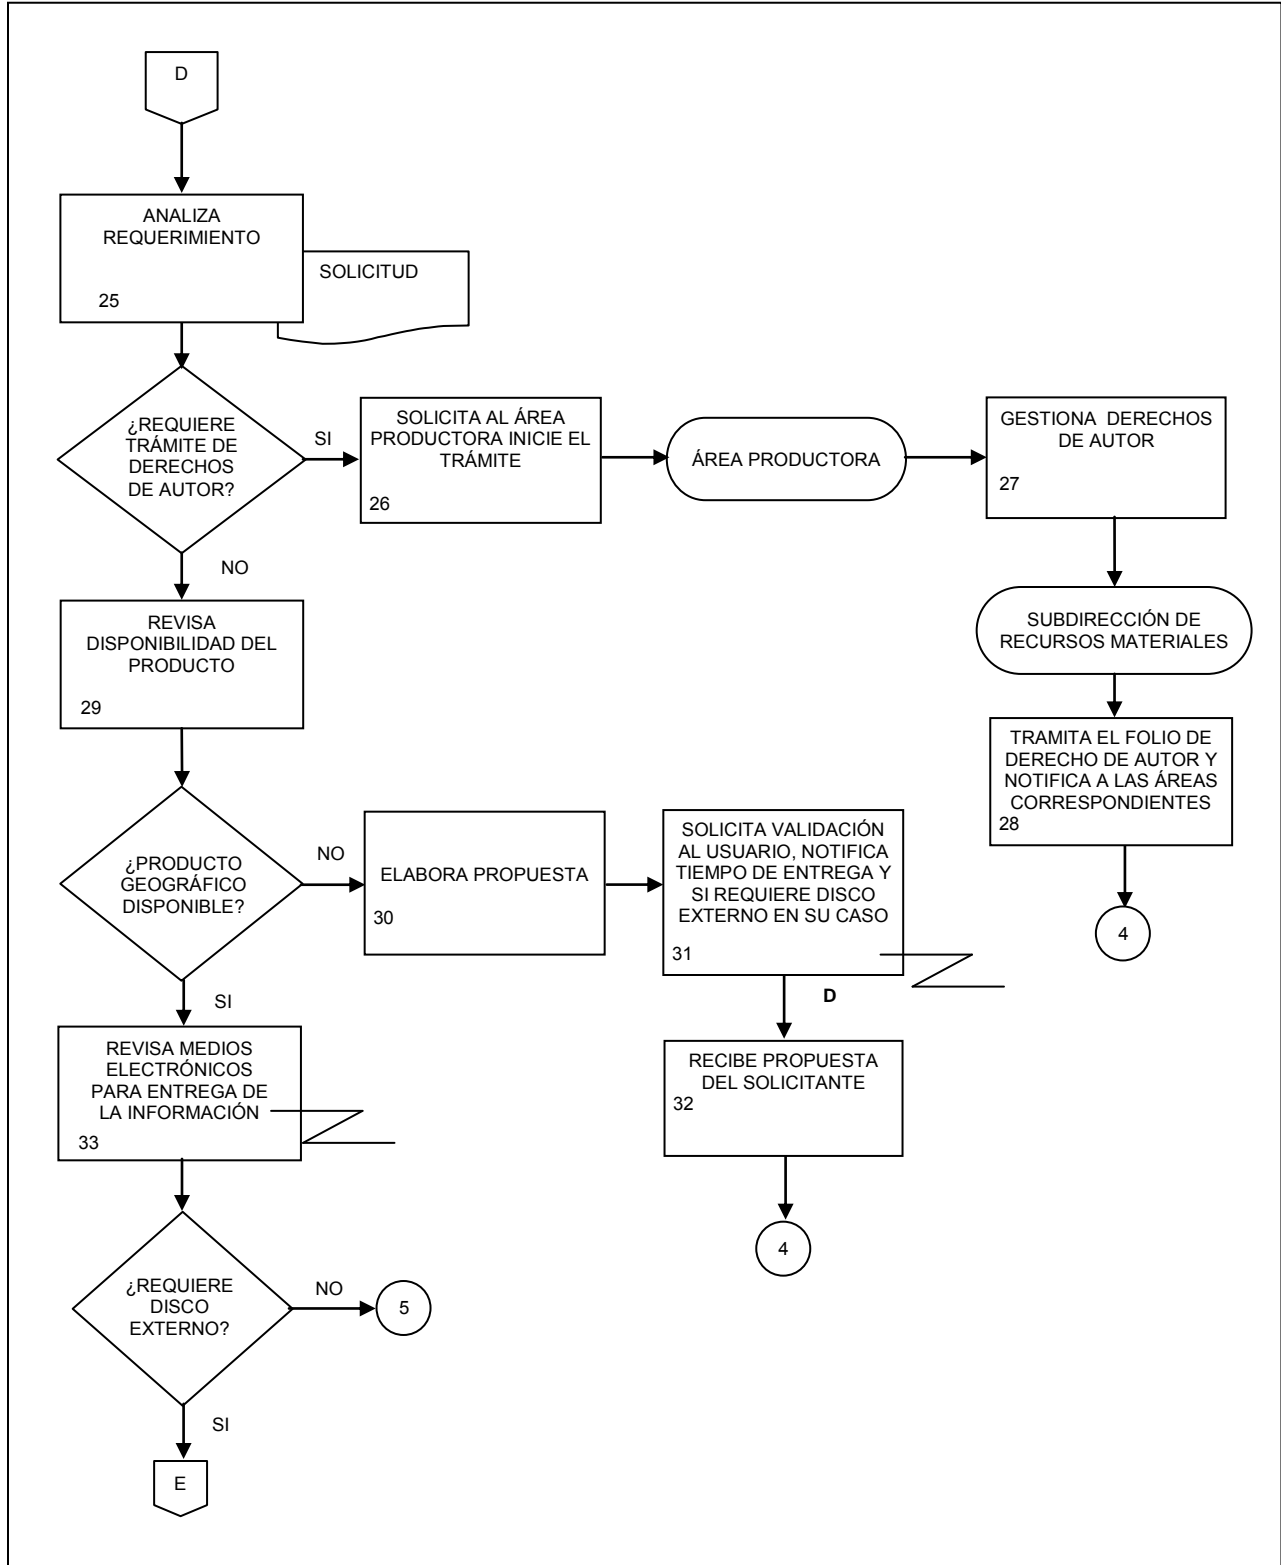 D
ANALIZA
REQUERIMIENTO
25
SOLICITUD
¿REQUIERE
TRÁMITE DE
DERECHOS
DE AUTOR?
SI
SOLICITA AL ÁREA
PRODUCTORA INICIE EL
TRÁMITE
26
ÁREA PRODUCTORA
GESTIONA DERECHOS
DE AUTOR
27
SUBDIRECCIÓN DE
RECURSOS MATERIALES
TRAMITA EL FOLIO DE
DERECHO DE AUTOR Y
NOTIFICA A LAS ÁREAS
CORRESPONDIENTES
28
4
NO
REVISA
DISPONIBILIDAD DEL
PRODUCTO
29
¿PRODUCTO
GEOGRÁFICO
DISPONIBLE?
NO
ELABORA PROPUESTA
30
SOLICITA VALIDACIÓN
AL USUARIO, NOTIFICA
TIEMPO DE ENTREGA Y
SI REQUIERE DISCO
EXTERNO EN SU CASO
31
D
RECIBE PROPUESTA
DEL SOLICITANTE
32
4
SI
REVISA MEDIOS
ELECTRÓNICOS
PARA ENTREGA DE
LA INFORMACIÓN
33
¿REQUIERE
DISCO
EXTERNO?
NO
5
SI
E